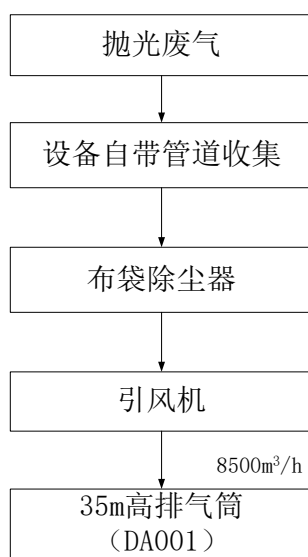 抛光废气
设备自带管道收集
布袋除尘器
引风机
8500m³/h
35m高排气筒
（DA001）